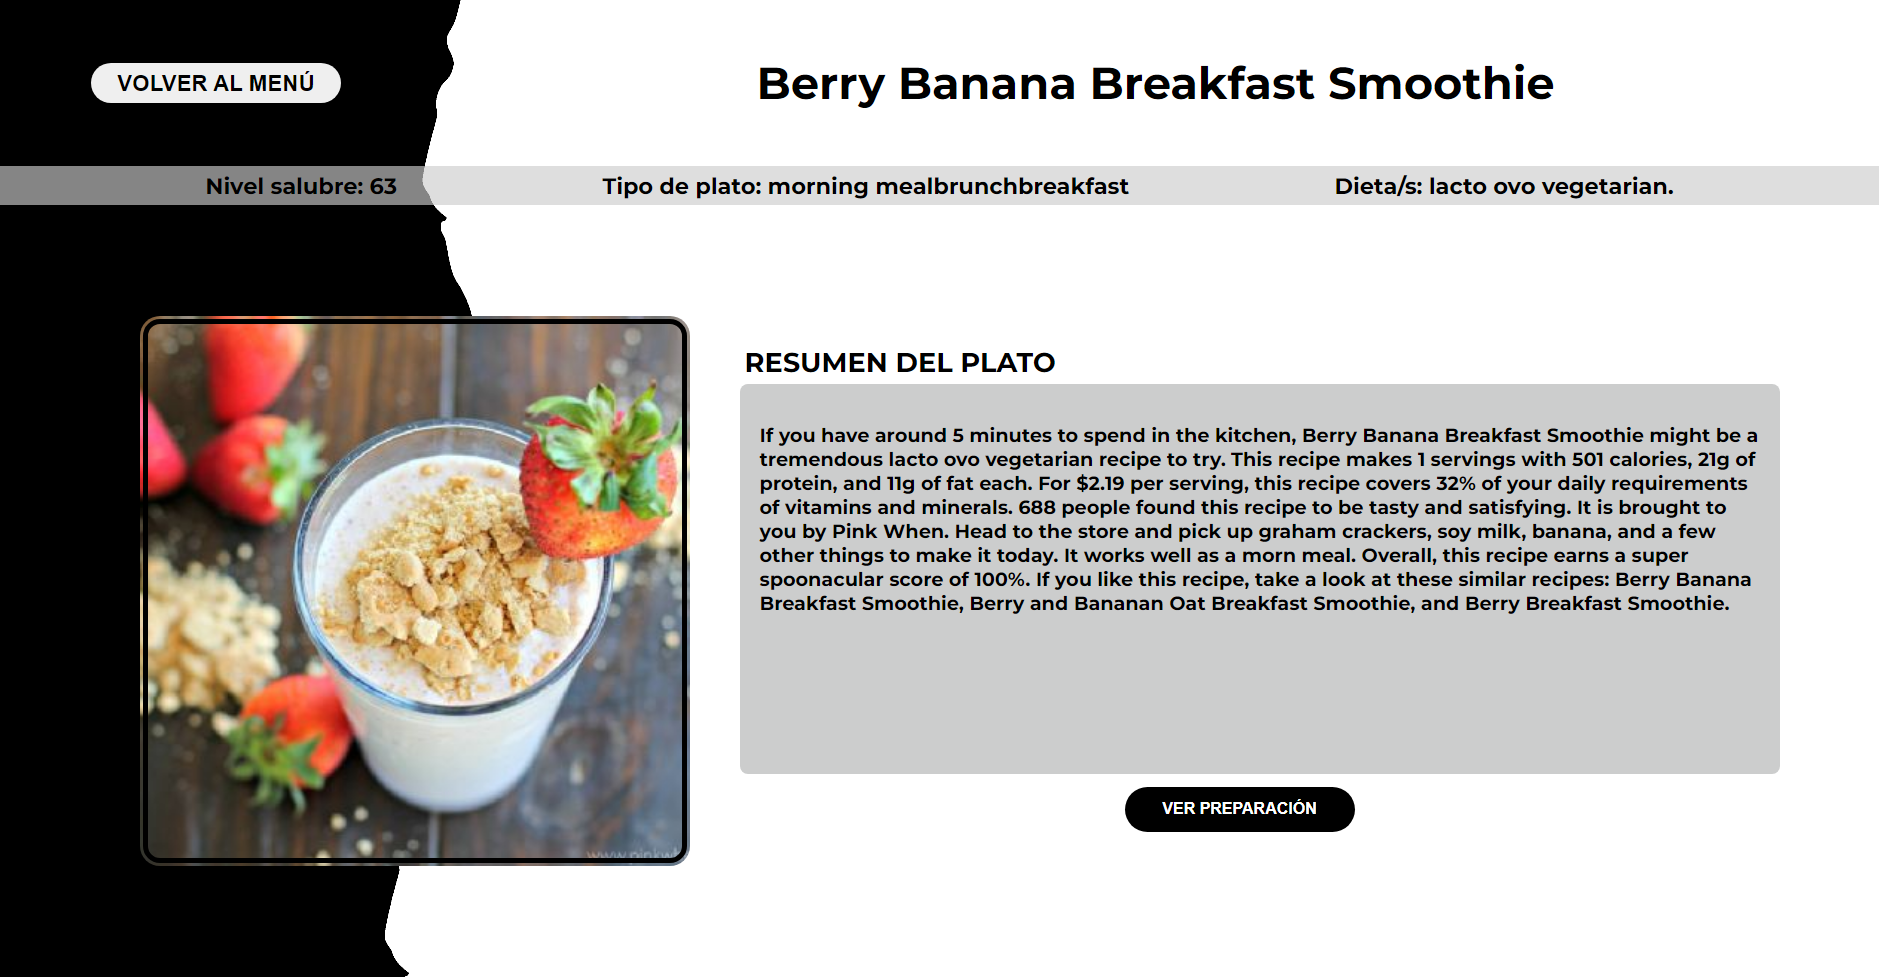 VOLVER AL MENÚ
Berry Banana Breakfast Smoothie
Nivel salubre: 63
Tipo de plato: morning mealbrunchbreakfast
Dieta/s: lacto ovo vegetarian.
RESUMEN DEL PLATO
If you have around 5 minutes to spend in the kitchen, Berry Banana Breakfast Smoothie might be a
tremendous lacto ovo vegetarian recipe to try. This recipe makes 1 servings with 501 calories, 21g of
protein, and 11g of fat each. For $2.19 per serving, this recipe covers 32% of your daily requirements
of vitamins and minerals. 688 people found this recipe to be tasty and satisfying. It is brought to
you by Pink When. Head to the store and pick up graham crackers, soy milk, banana, and a few
other things to make it today. It works well as a morn meal. Overall, this recipe earns a super
spoonacular score of 100%. If you like this recipe, take a look at these similar recipes: Berry Banana
Breakfast Smoothie, Berry and Bananan Oat Breakfast Smoothie, and Berry Breakfast Smoothie.
VER PREPARACIÓN